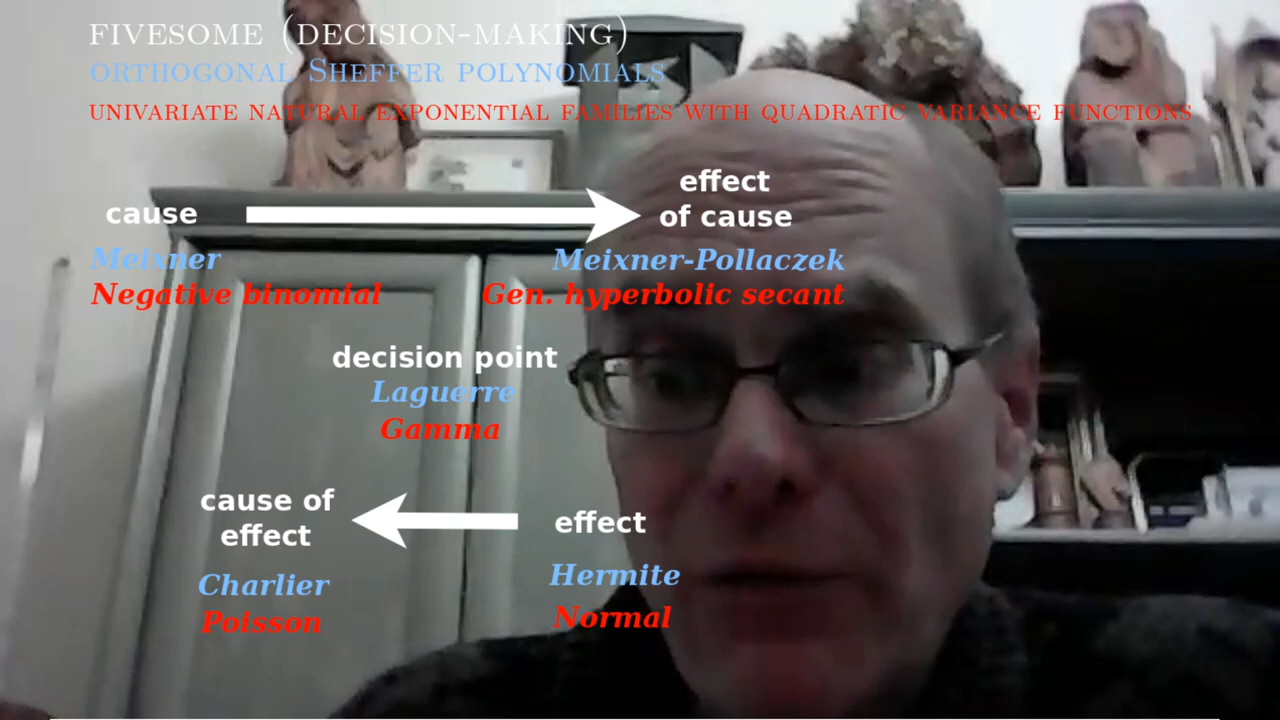 FIVESOME (DECISION-MAKING)
ORTHOGONAL SHEFFER POLYNOMIALS
UNIVARIATE NATURAL EXPONENTIAL FAMILIES WITH QUADRATIC VARIANCE FUNCTIONS
cause
effect
of cause
Meixner
Meixner-Pollaczek
Negative binomial
Gen. hyperbolic secant
decision point
Laguerre
Gamma
cause of
effect
effect
Charlier
Hermite
Poisson
Normal